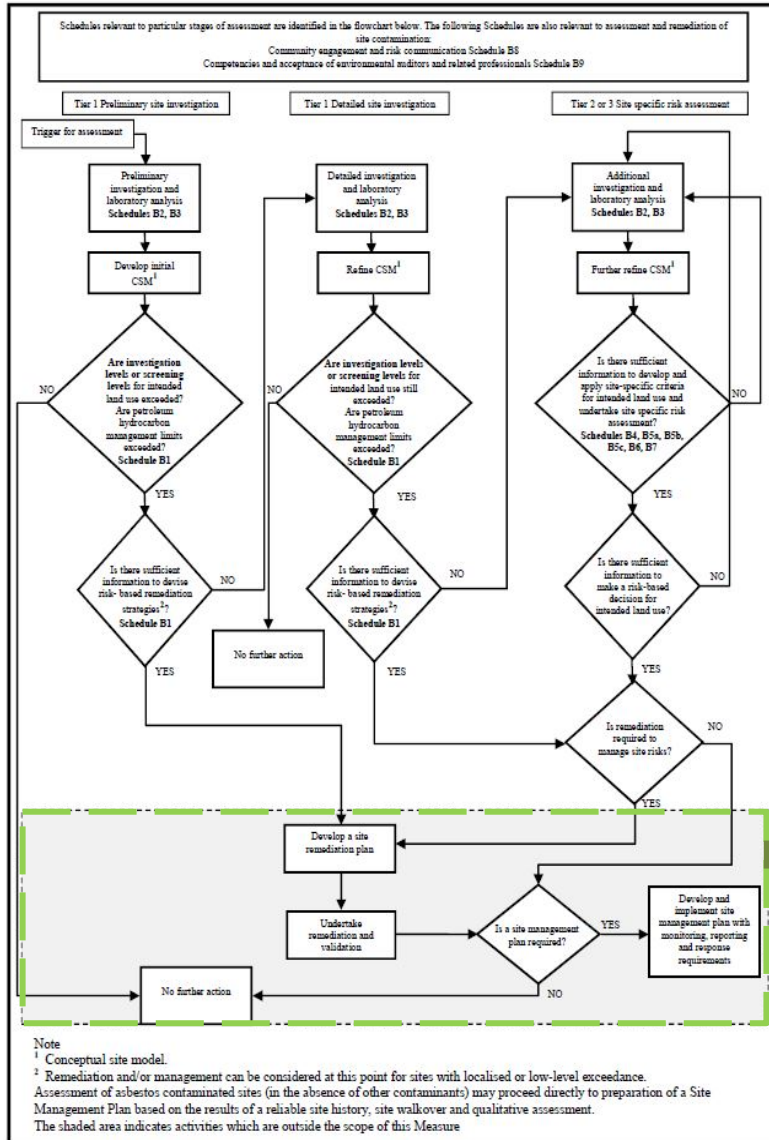 Schedules relevant to particular stages of assessment are identified in the flowchart below. The following Schedules are also relevant to assessment and remediation of
site contamination:
Community engagement and risk communication Schedule B8
Competencies and acceptance of environmental auditors and related professionals Schedule B9
Tier 1 Preliminary site investigation
Tier 1 Detailed site investigation
Tier 2 or 3 Site specific risk assessment
Trigger for assessment
Preliminary
investigation and
laboratory analysis
Schedules B2, B3
Detailed investigation
and laboratory
analysis
Schedules B2, B3
Additional
investigation and
laboratory analysis
Schedules B2, B3
Develop initial
CSM¹
Refine CSM¹
Further refine CSM¹
Are investigation
levels or screening
levels for intended
land use exceeded?
Are petroleum
hydrocarbon
management limits
exceeded?
Schedule B1
NO
YES
Are investigation levels
or screening levels for
intended land use still
exceeded?
Are petroleum
hydrocarbon
management limits
exceeded?
Schedule B1
NO
YES
Is there sufficient
information to develop and
apply site-specific criteria
for intended land use and
undertake site specific risk
assessment?
Schedules B4, B5a, B5b,
B5c, B6, B7
NO
YES
Is there sufficient
information to devise
risk- based remediation
strategies²?
Schedule B1
NO
YES
Is there sufficient
information to devise
risk- based remediation
strategies²?
Schedule B1
NO
YES
Is there sufficient
information to
make a risk-based
decision for
intended land use?
NO
YES
No further action
Is remediation
required to
manage site risks?
NO
YES
Develop a site
remediation plan
Undertake
remediation and
validation
Is a site management
plan required?
YES
NO
Develop and
implement site
management plan with
monitoring, reporting
and response
requirements
No further action
Note
¹ Conceptual site model.
² Remediation and/or management can be considered at this point for sites with localised or low-level exceedance.
Assessment of asbestos contaminated sites (in the absence of other contaminants) may proceed directly to preparation of a Site
Management Plan based on the results of a reliable site history, site walkover and qualitative assessment.
The shaded area indicates activities which are outside the scope of this Measure